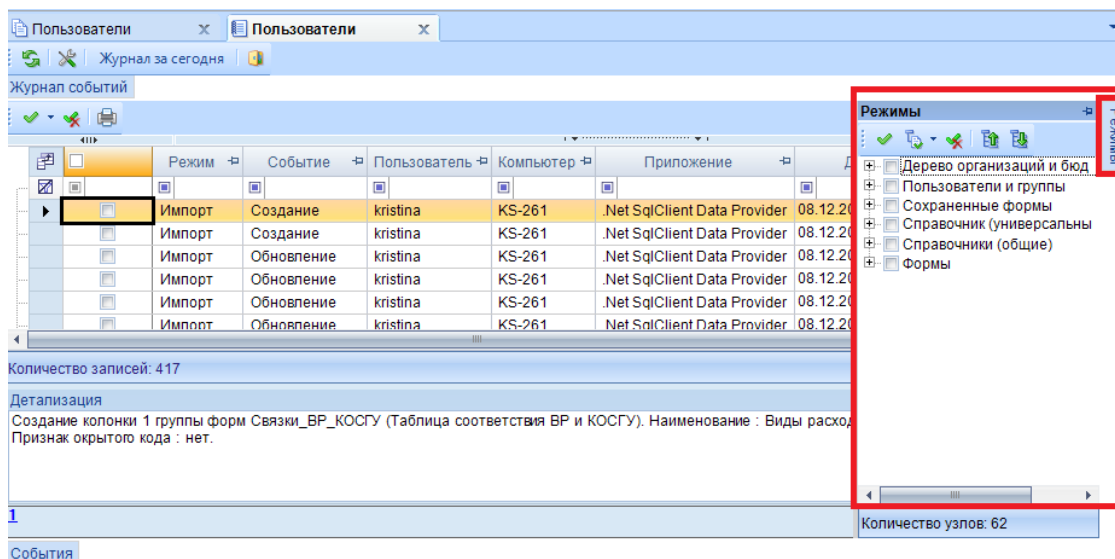 Пользователи x Пользователи x
Журнал за сегодня
Журнал событий
Режим Событие Пользователь Компьютер Приложение Д
Импорт Создание kristina KS-261 .Net SqlClient Data Provider 08.12.20
Импорт Создание kristina KS-261 .Net SqlClient Data Provider 08.12.20
Импорт Обновление kristina KS-261 .Net SqlClient Data Provider 08.12.20
Импорт Обновление kristina KS-261 .Net SqlClient Data Provider 08.12.20
Импорт Обновление kristina KS-261 .Net SqlClient Data Provider 08.12.20
Импорт Обновление kristina KS-261 .Net SqlClient Data Provider 08.12.20
Количество записей: 417
Детализация
Создание колонки 1 группы форм Связки_ВР_КОСГУ (Таблица соответствия ВР и КОСГУ). Наименование : Виды расход
Признак окрытого кода : нет.
1
События
Режимы
Дерево организаций и бюд
Пользователи и группы
Сохраненные формы
Справочник (универсальны
Справочники (общие)
Формы
Количество узлов: 62
Режимы